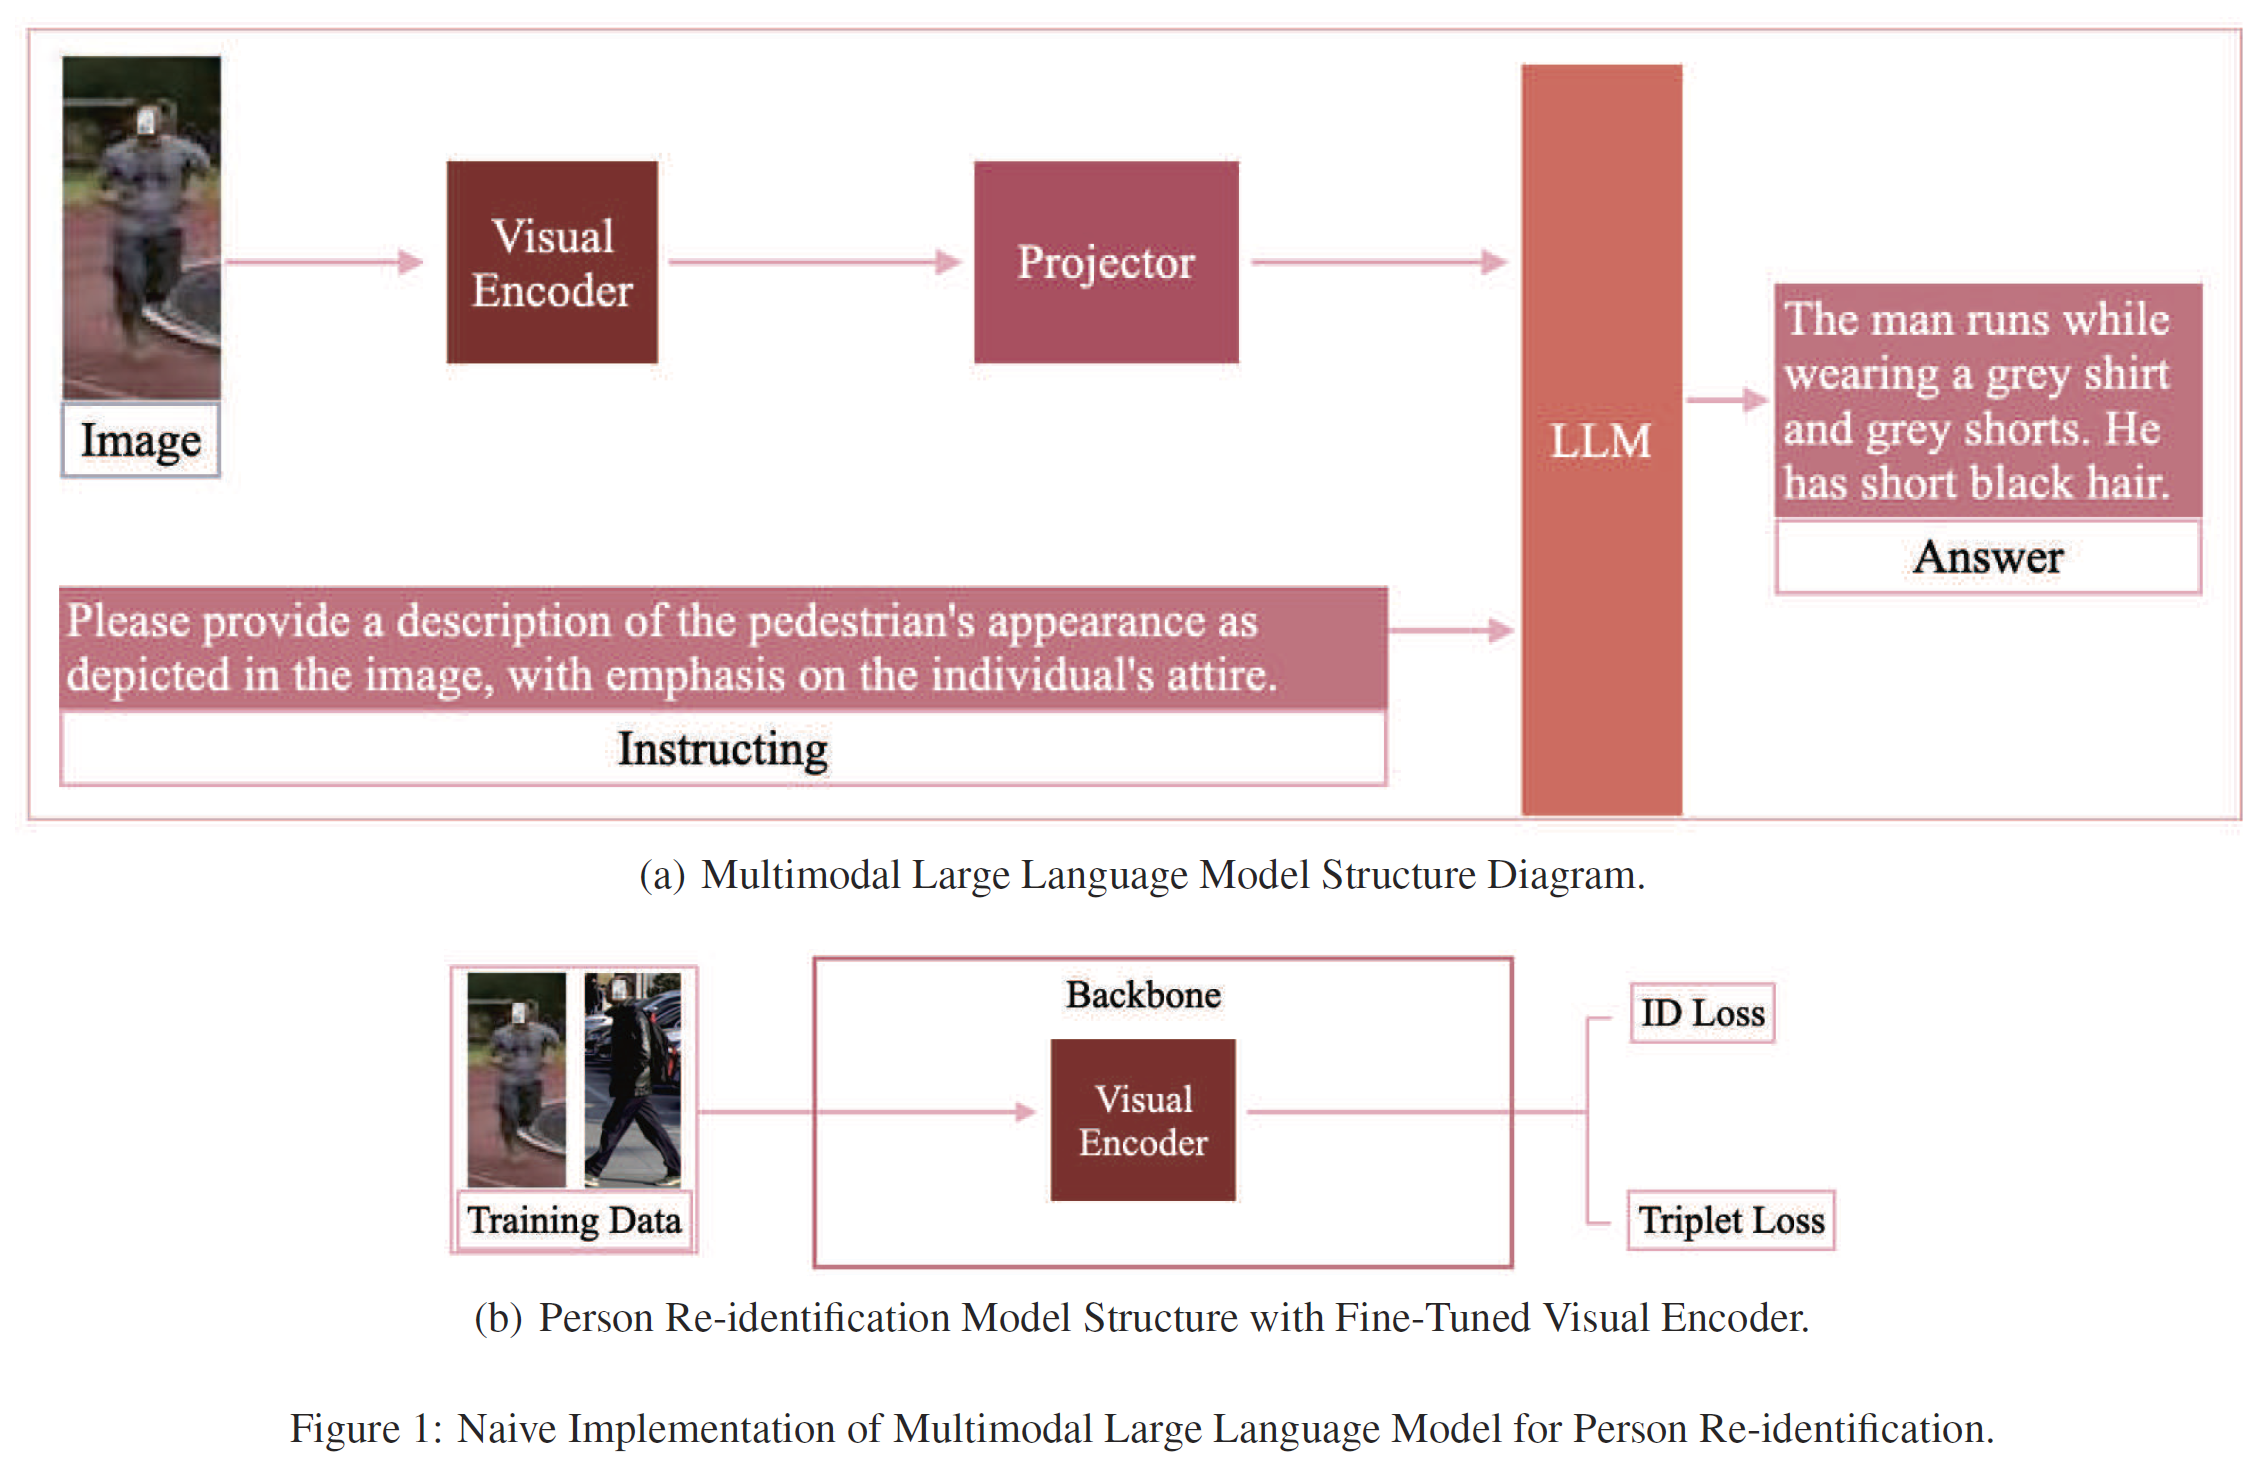 Image
Visual
Encoder
Projector
LLM
The man runs while
wearing a grey shirt
and grey shorts. He
has short black hair.
Answer
Please provide a description of the pedestrian's appearance as
depicted in the image, with emphasis on the individual's attire.
Instructing
(a) Multimodal Large Language Model Structure Diagram.
Training Data
Backbone
Visual
Encoder
ID Loss
Triplet Loss
(b) Person Re-identification Model Structure with Fine-Tuned Visual Encoder.
Figure 1: Naive Implementation of Multimodal Large Language Model for Person Re-identification.